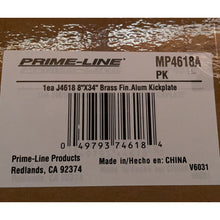 PRIME-LINE®
MP4618A
PK
1ea J4618 8"X34" Brass Fin.Alum Kickplate
0 49793 74618 4
Prime-Line Products
Redlands, CA 92374
Made in/Hecho en: CHINA
V6031